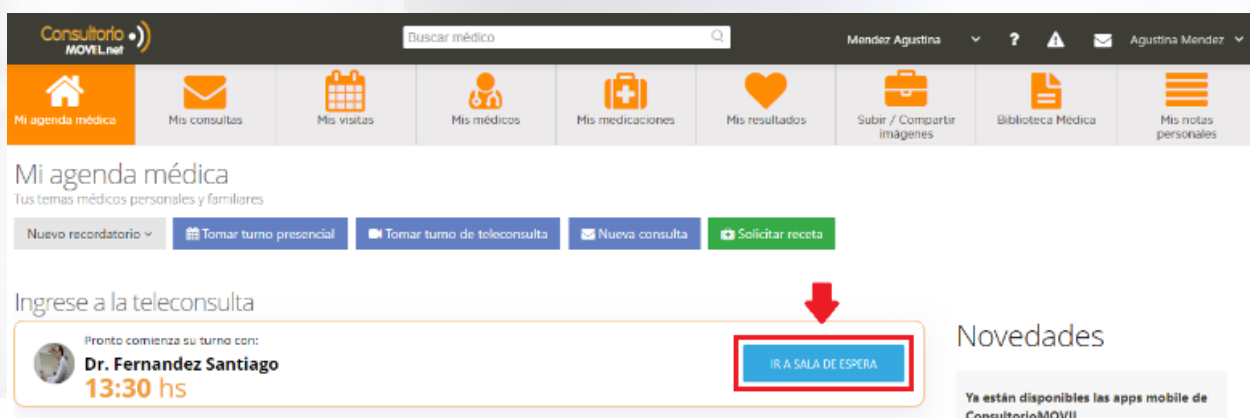 Consultorio
MOVIL.net
Buscar médico
Mendez Agustina
?
Agustina Mendez
Mi agenda médica
Mis consultas
Mis visitas
Mis médicos
Mis medicaciones
Mis resultados
Subir / Compartir
imágenes
Biblioteca Médica
Mis notas
personales
Mi agenda médica
Tus temas médicos personales y familiares
Nuevo recordatorio
Tomar turno presencial
Tomar turno de teleconsulta
Nueva consulta
Solicitar receta
Ingrese a la teleconsulta
Pronto comienza su turno con:
Dr. Fernandez Santiago
13:30 hs
IR A SALA DE ESPERA
Novedades
Ya están disponibles las apps mobile de
ConsultorioMOVIL